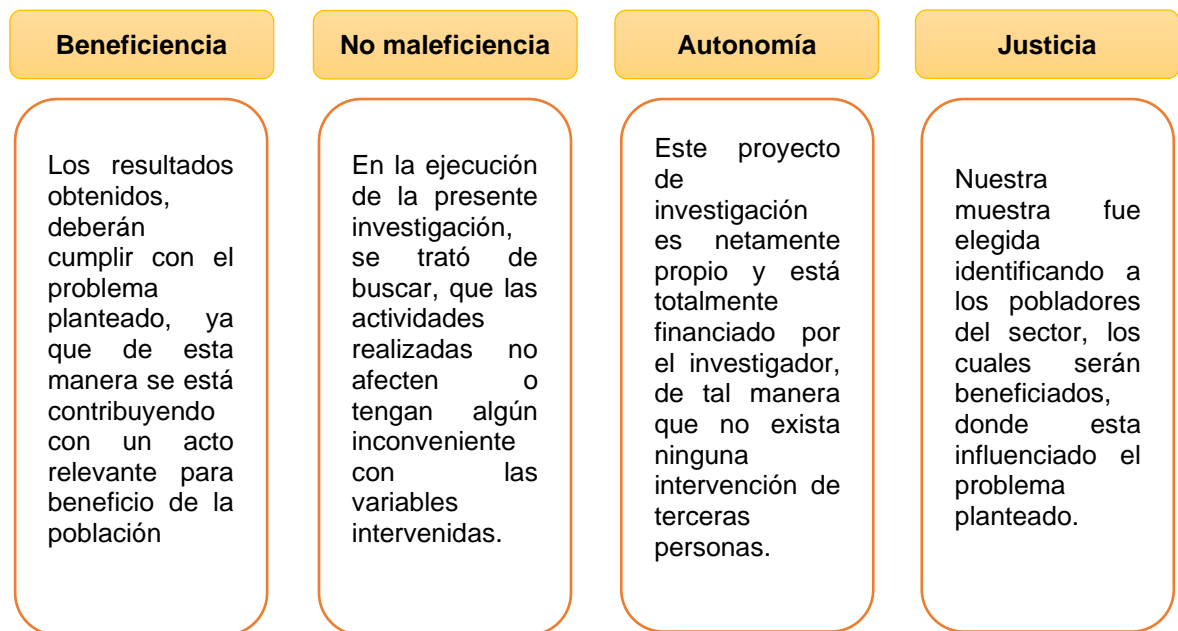 Beneficiencia
Los resultados
obtenidos,
deberán
cumplir con el
problema
planteado, ya
que de esta
manera se está
contribuyendo
con un acto
relevante para
beneficio de la
población
No maleficiencia
En la ejecución
de la presente
investigación,
se trató de
buscar, que las
actividades
realizadas no
afecten o
tengan algún
inconveniente
con las
variables
intervenidas.
Autonomía
Este proyecto
de
investigación
es netamente
propio y está
totalmente
financiado por
el investigador,
de tal manera
que no exista
ninguna
intervención de
terceras
personas.
Justicia
Nuestra
muestra fue
elegida
identificando a
los pobladores
del sector, los
cuales serán
beneficiados,
donde esta
influenciado el
problema
planteado.